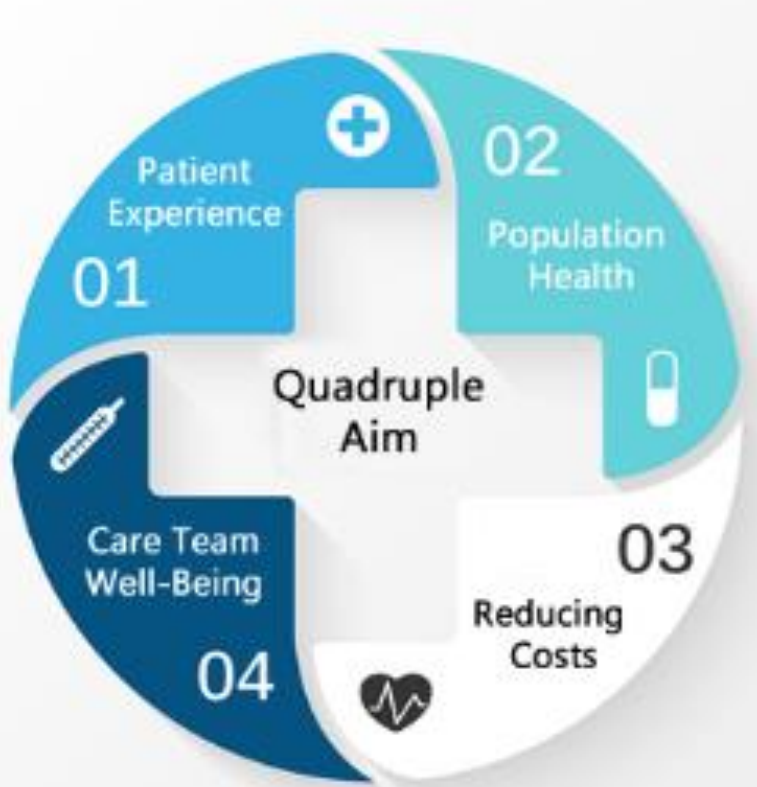 Patient
Experience
01
02
Population
Health
Quadruple
Aim
03
Reducing
Costs
Care Team
Well-Being
04